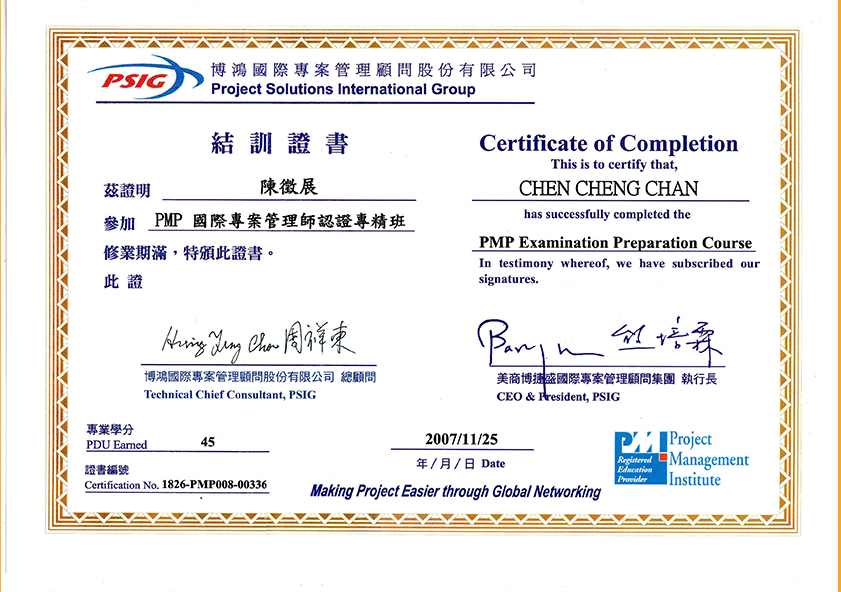 PSIG
博鴻國際專案管理顧問股份有限公司
Project Solutions International Group
結訓證書
茲證明 陳徵展
參加 PMP 國際專案管理師認證專精班
修業期滿，特頒此證書。
此 證
Certificate of Completion
This is to certify that,
CHEN CHENG CHAN
has successfully completed the
PMP Examination Preparation Course
In testimony whereof, we have subscribed our
signatures.
周祥東
博鴻國際專案管理顧問股份有限公司 總顧問
Technical Chief Consultant, PSIG
熊培霖
美商博捷盛國際專案管理顧問集團 執行長
CEO & President, PSIG
專業學分
PDU Earned 45
證書編號
Certification No. 1826-PMP008-00336
2007/11/25
年 / 月 / 日 Date
PMI
Registered
Education
Provider
Project
Management
Institute
Making Project Easier through Global Networking